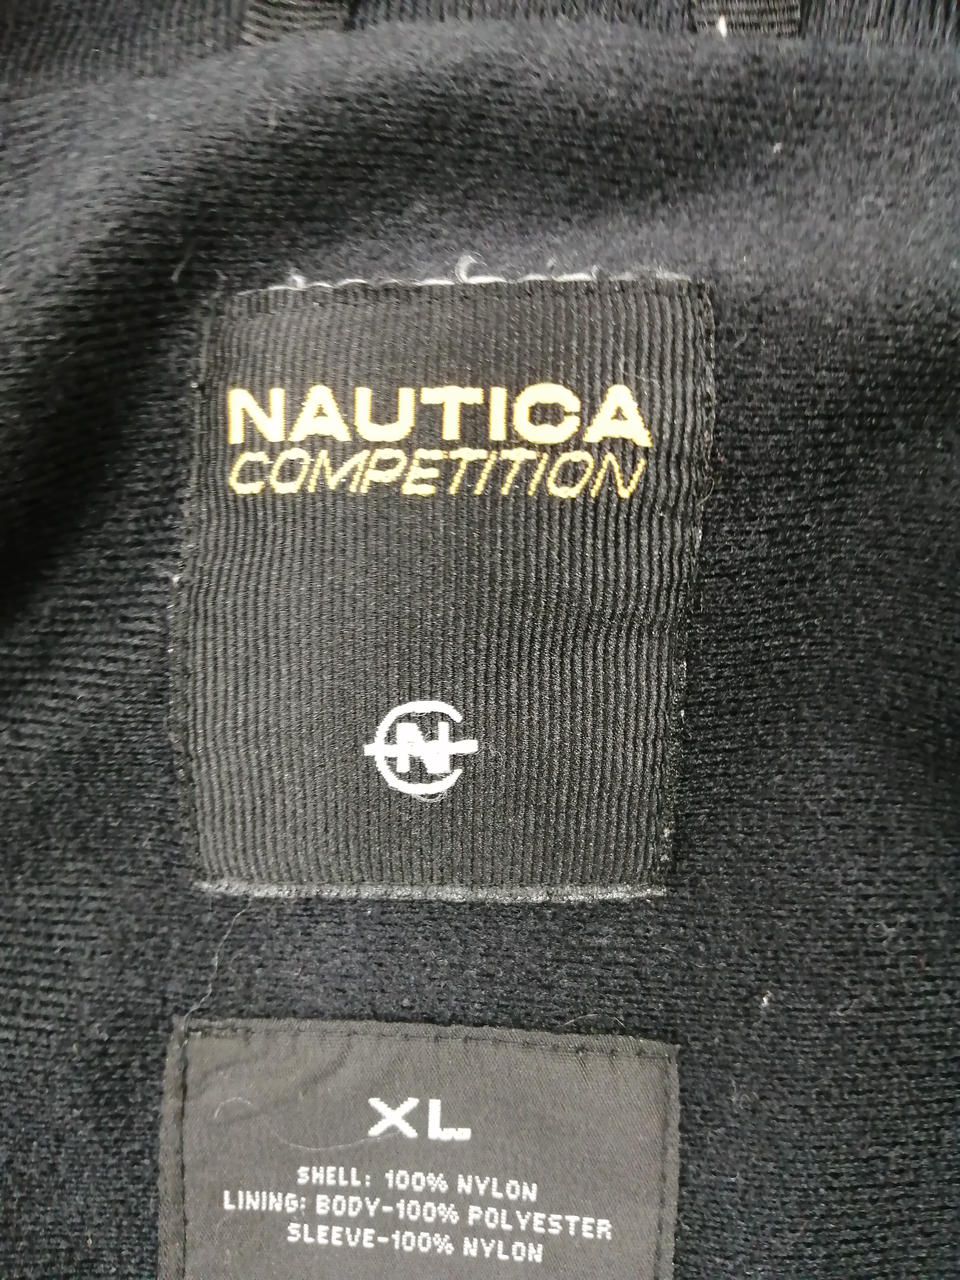 NAUTICA
COMPETITION
N
XL
SHELL: 100% NYLON
LINING: BODY-100% POLYESTER
SLEEVE-100% NYLON